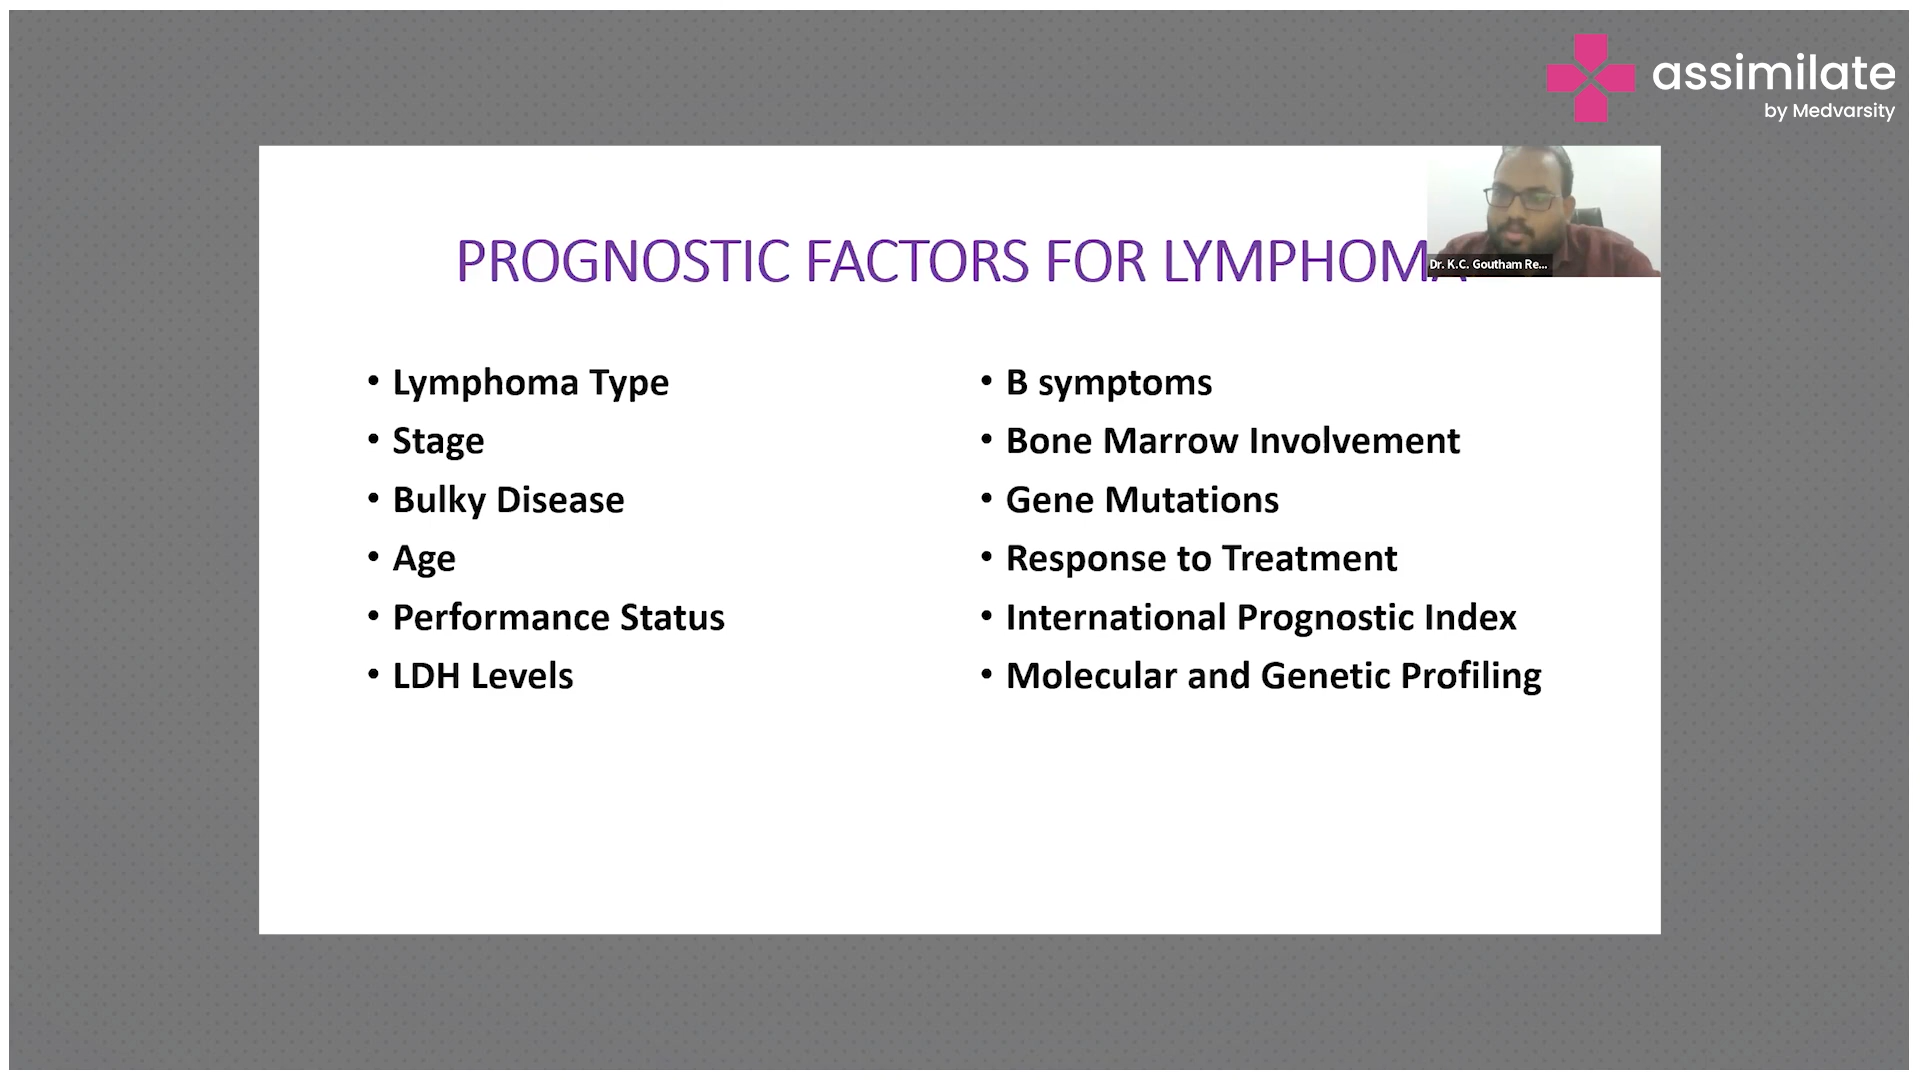 assimilate
by Medvarsity
PROGNOSTIC FACTORS FOR LYMPHOMA
Dr. K.C. Goutham Re...
• Lymphoma Type
• Stage
• Bulky Disease
• Age
• Performance Status
• LDH Levels
• B symptoms
• Bone Marrow Involvement
• Gene Mutations
• Response to Treatment
• International Prognostic Index
• Molecular and Genetic Profiling